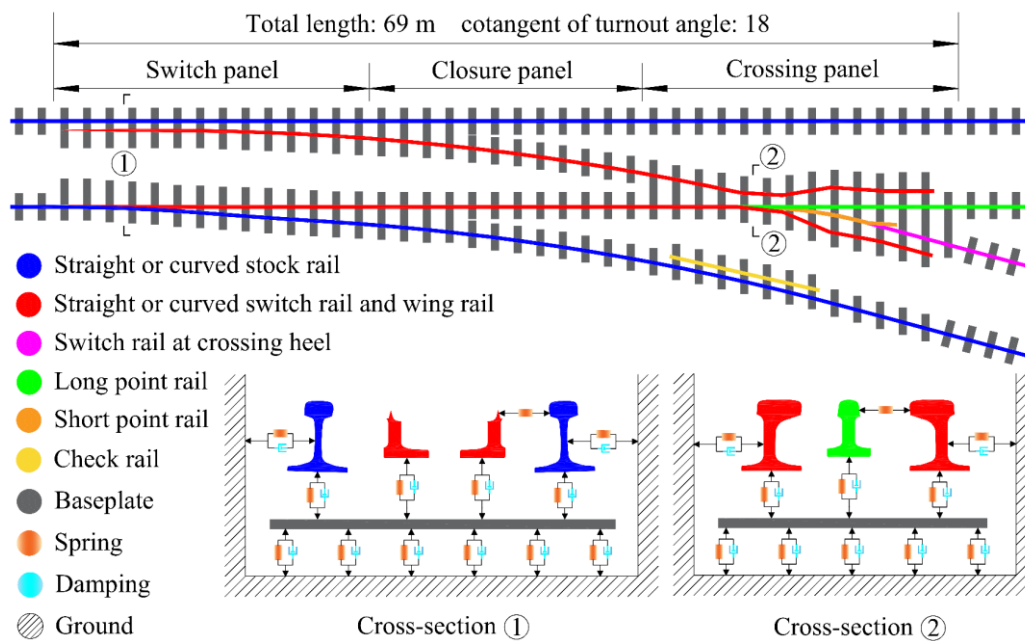 Total length: 69 m    cotangent of turnout angle: 18
Switch panel
Closure panel
Crossing panel
①
②
②
Straight or curved stock rail
Straight or curved switch rail and wing rail
Switch rail at crossing heel
Long point rail
Short point rail
Check rail
Baseplate
Spring
Damping
Ground
Cross-section ①
Cross-section ②